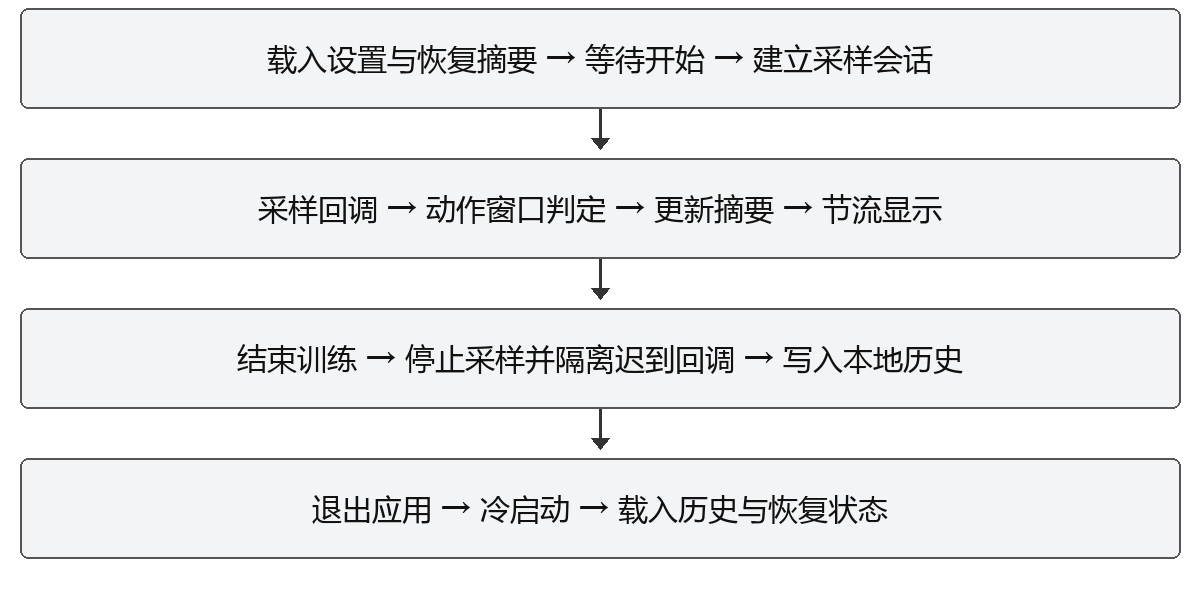 载入设置与恢复摘要 → 等待开始 → 建立采样会话
采样回调 → 动作窗口判定 → 更新摘要 → 节流显示
结束训练 → 停止采样并隔离迟到回调 → 写入本地历史
退出应用 → 冷启动 → 载入历史与恢复状态